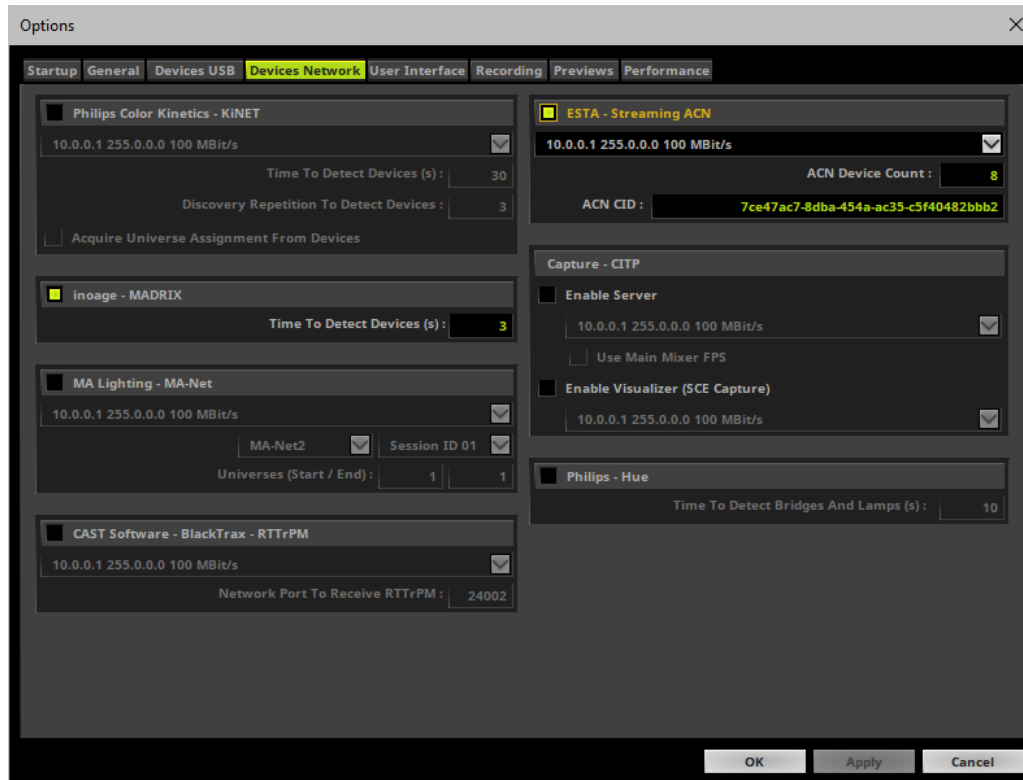 Options
Startup General Devices USB Devices Network User Interface Recording Previews Performance
Philips Color Kinetics - KiNET
10.0.0.1 255.0.0.0 100 MBit/s
Time To Detect Devices (s) : 30
Discovery Repetition To Detect Devices : 3
Acquire Universe Assignment From Devices
inoage - MADRIX
Time To Detect Devices (s) : 3
MA Lighting - MA-Net
10.0.0.1 255.0.0.0 100 MBit/s
MA-Net2 Session ID 01
Universes (Start / End) : 1 1
CAST Software - BlackTrax - RTTrPM
10.0.0.1 255.0.0.0 100 MBit/s
Network Port To Receive RTTrPM : 24002
ESTA - Streaming ACN
10.0.0.1 255.0.0.0 100 MBit/s
ACN Device Count : 8
ACN CID : 7ce47ac7-8dba-454a-ac35-c5f40482bbb2
Capture - CITP
Enable Server
10.0.0.1 255.0.0.0 100 MBit/s
Use Main Mixer FPS
Enable Visualizer (SCE Capture)
10.0.0.1 255.0.0.0 100 MBit/s
Philips - Hue
Time To Detect Bridges And Lamps (s) : 10
OK Apply Cancel